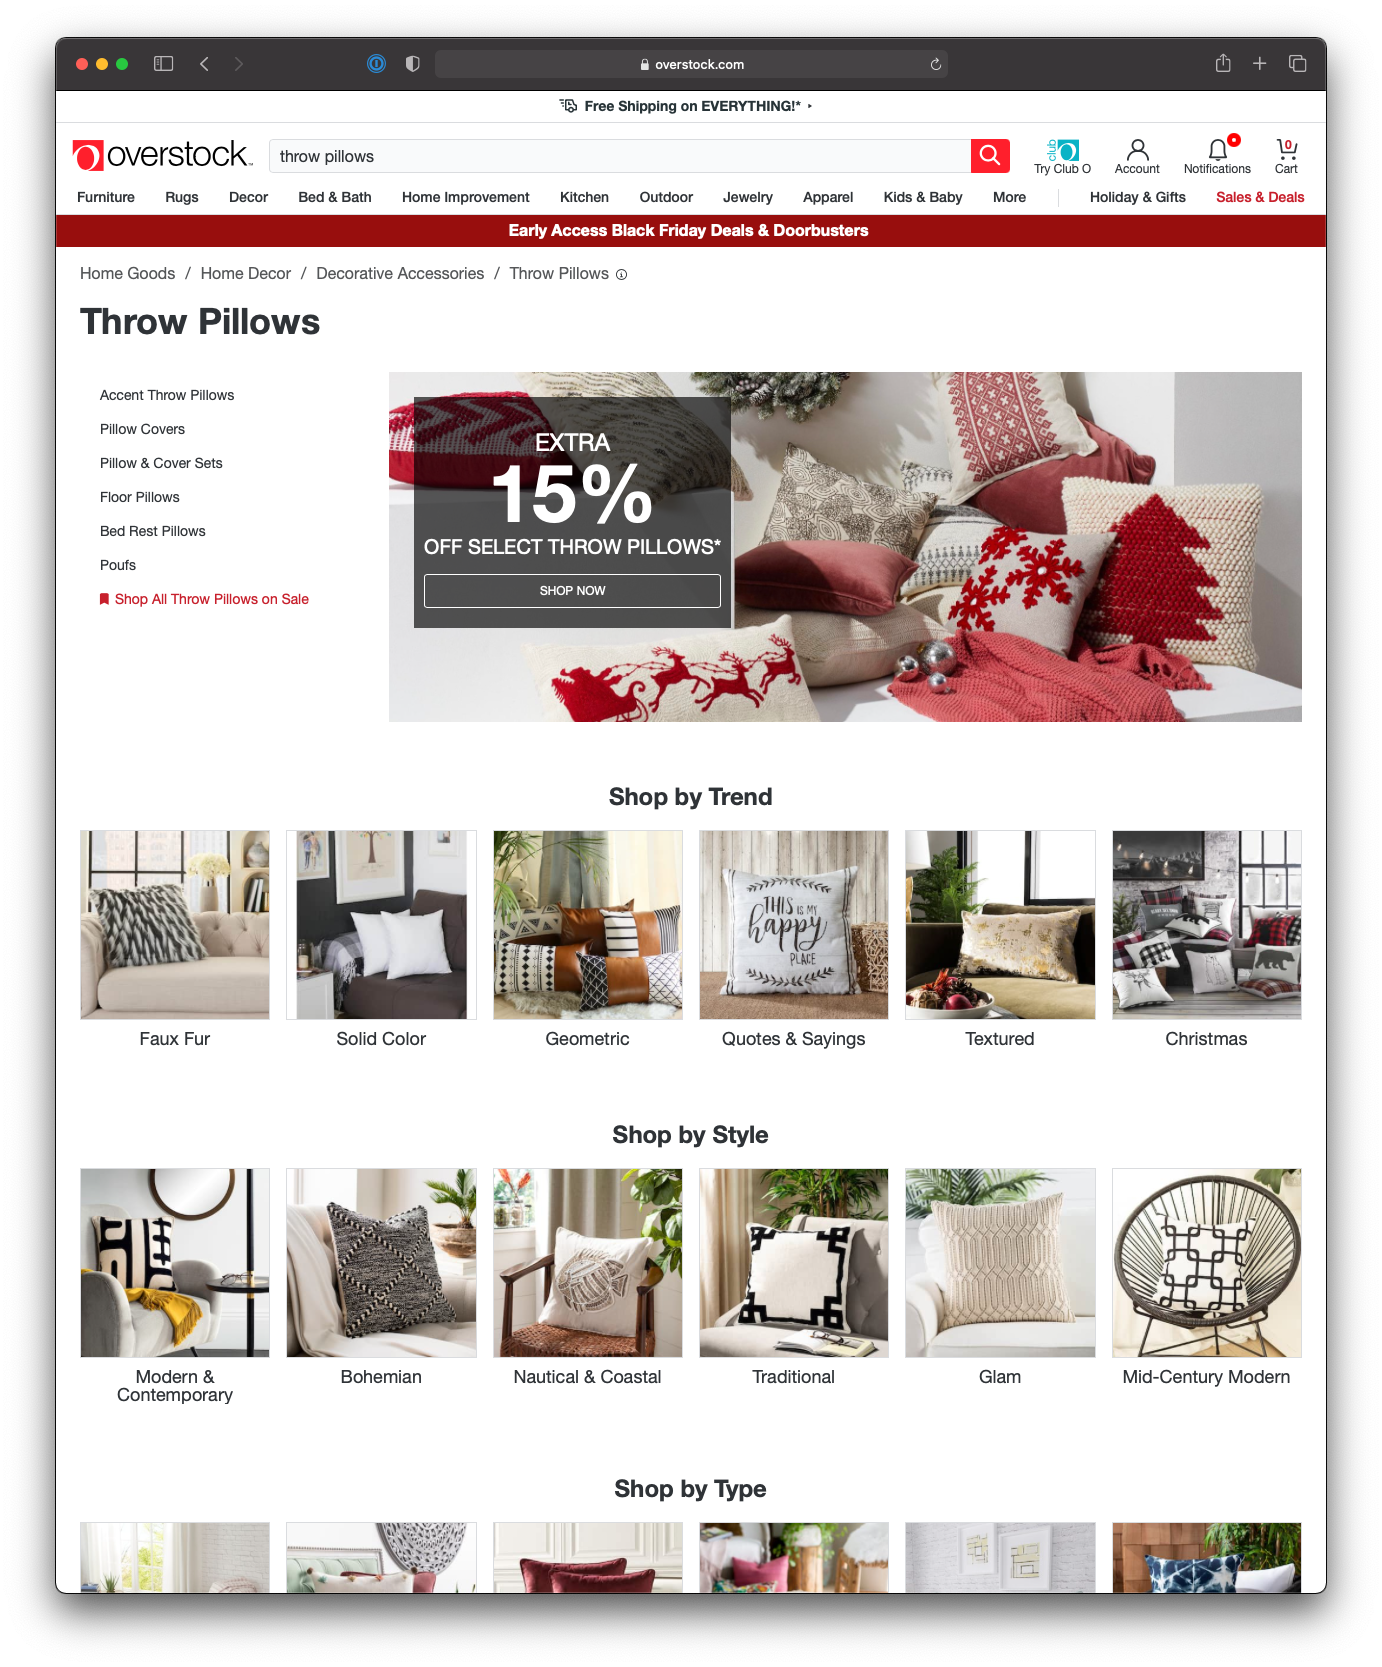 overstock.com
Free Shipping on EVERYTHING!*
overstock
throw pillows
club
Try Club O
Account
Notifications
0
Cart
Furniture
Rugs
Decor
Bed & Bath
Home Improvement
Kitchen
Outdoor
Jewelry
Apparel
Kids & Baby
More
Holiday & Gifts
Sales & Deals
Early Access Black Friday Deals & Doorbusters
Home Goods / Home Decor / Decorative Accessories / Throw Pillows
Throw Pillows
Accent Throw Pillows
Pillow Covers
Pillow & Cover Sets
Floor Pillows
Bed Rest Pillows
Poufs
Shop All Throw Pillows on Sale
EXTRA
15%
OFF SELECT THROW PILLOWS*
SHOP NOW
Shop by Trend
THIS IS MY
happy
PLACE
Faux Fur
Solid Color
Geometric
Quotes & Sayings
Textured
Christmas
Shop by Style
Modern &
Contemporary
Bohemian
Nautical & Coastal
Traditional
Glam
Mid-Century Modern
Shop by Type